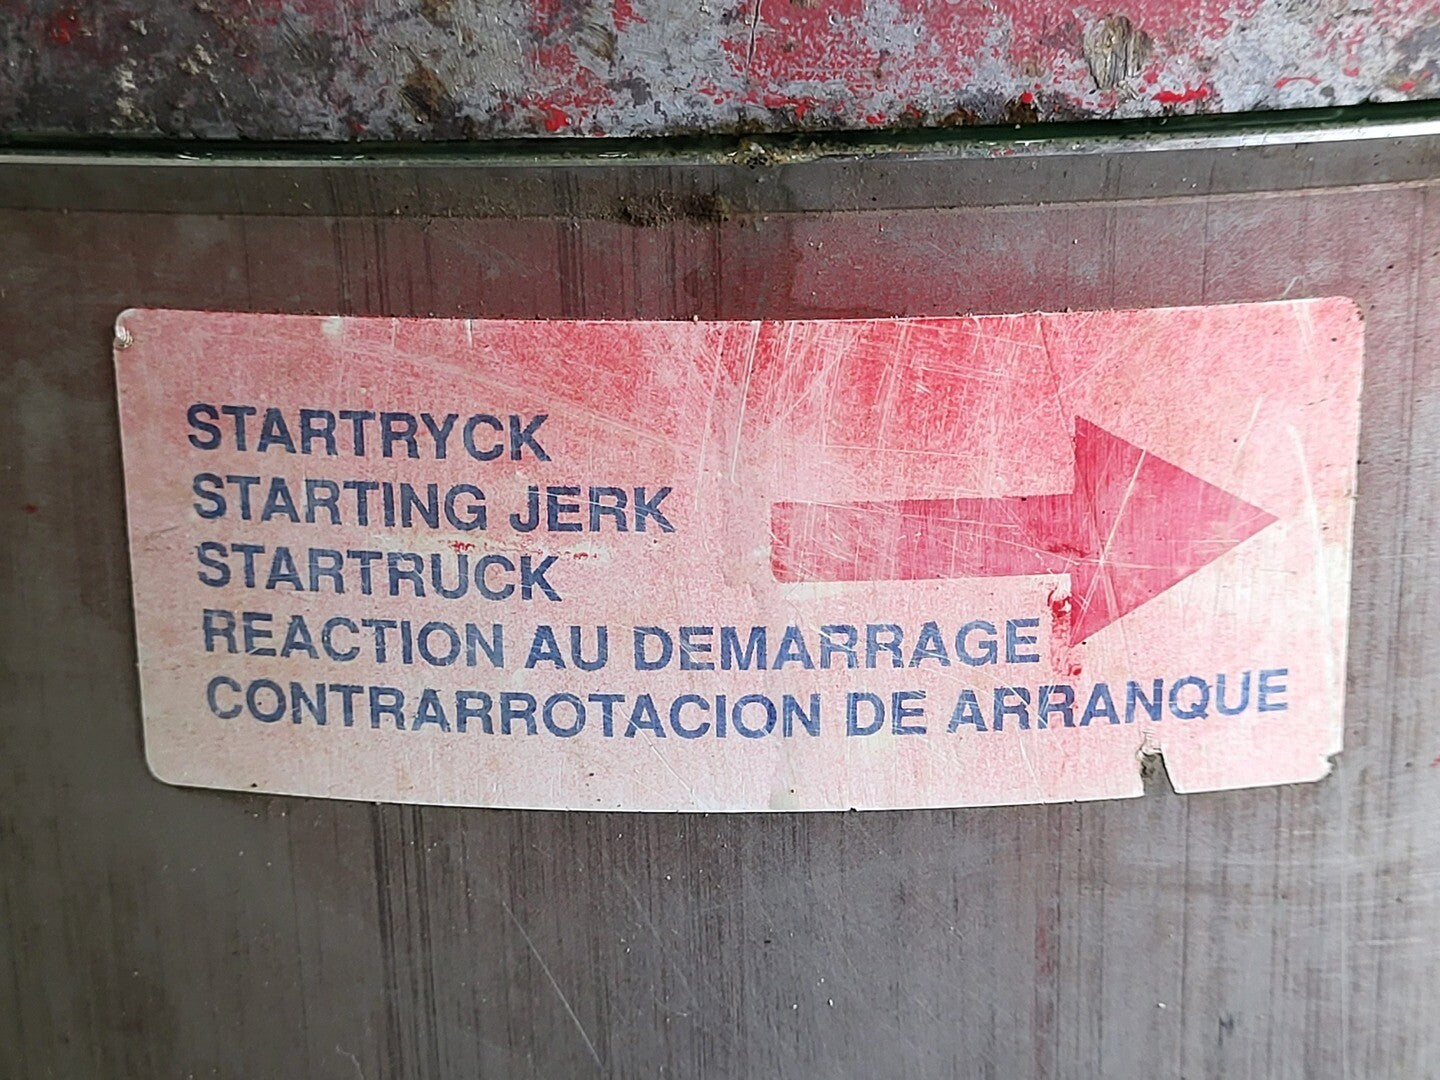 STARTRYCK
STARTING JERK
STARTRUCK
REACTION AU DEMARRAGE
CONTRARROTACION DE ARRANQUE